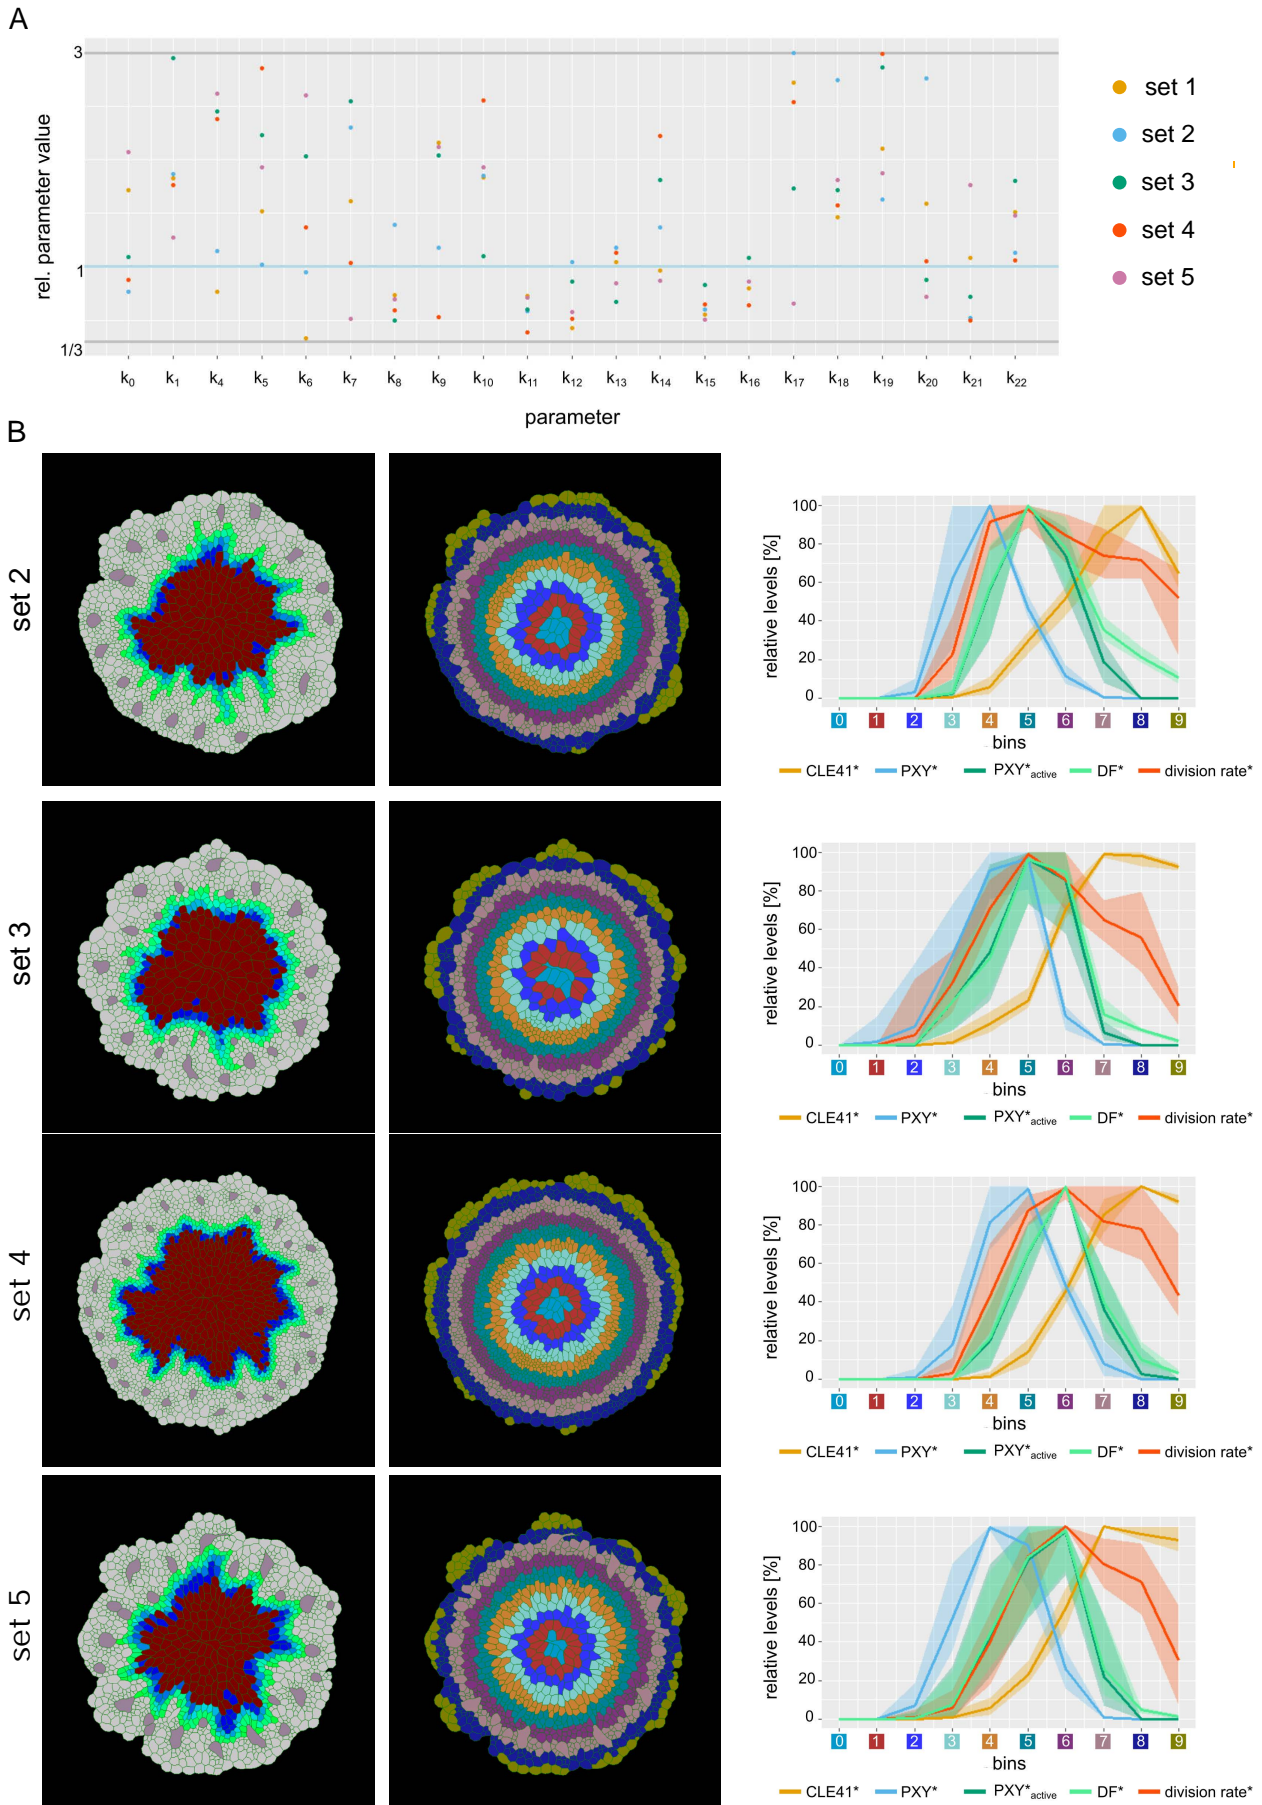 A
rel. parameter value
3
1
1/3
k0 k1 k4 k5 k6 k7 k8 k9 k10 k11 k12 k13 k14 k15 k16 k17 k18 k19 k20 k21 k22
parameter
set 1
set 2
set 3
set 4
set 5
B
set 2
relative levels [%]
100
80
60
40
20
0
0 1 2 3 4 5 6 7 8 9
bins
CLE41* PXY* PXY*active DF* division rate*
set 3
relative levels [%]
100
80
60
40
20
0
0 1 2 3 4 5 6 7 8 9
bins
CLE41* PXY* PXY*active DF* division rate*
set 4
relative levels [%]
100
80
60
40
20
0
0 1 2 3 4 5 6 7 8 9
bins
CLE41* PXY* PXY*active DF* division rate*
set 5
relative levels [%]
100
80
60
40
20
0
0 1 2 3 4 5 6 7 8 9
bins
CLE41* PXY* PXY*active DF* division rate*